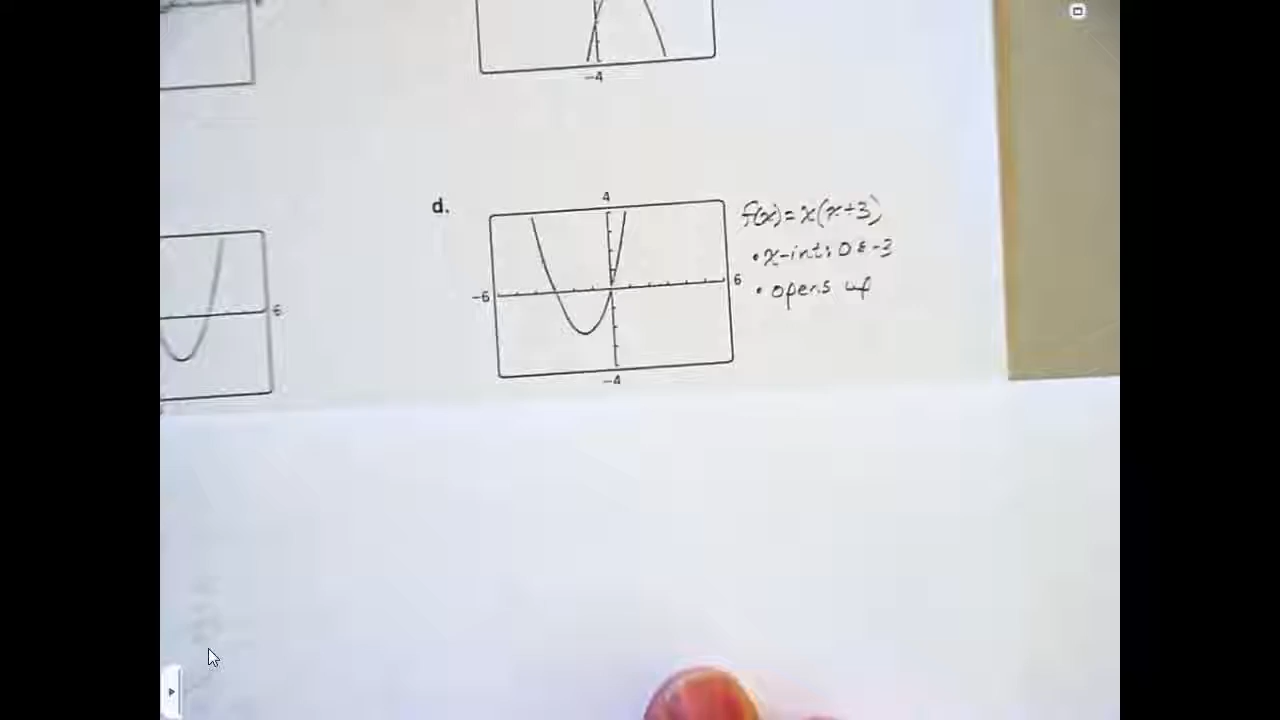 -4
d.
4
-6
6
-4
f(x) = x(x+3)
• x-int: 0 & -3
• opens up
6